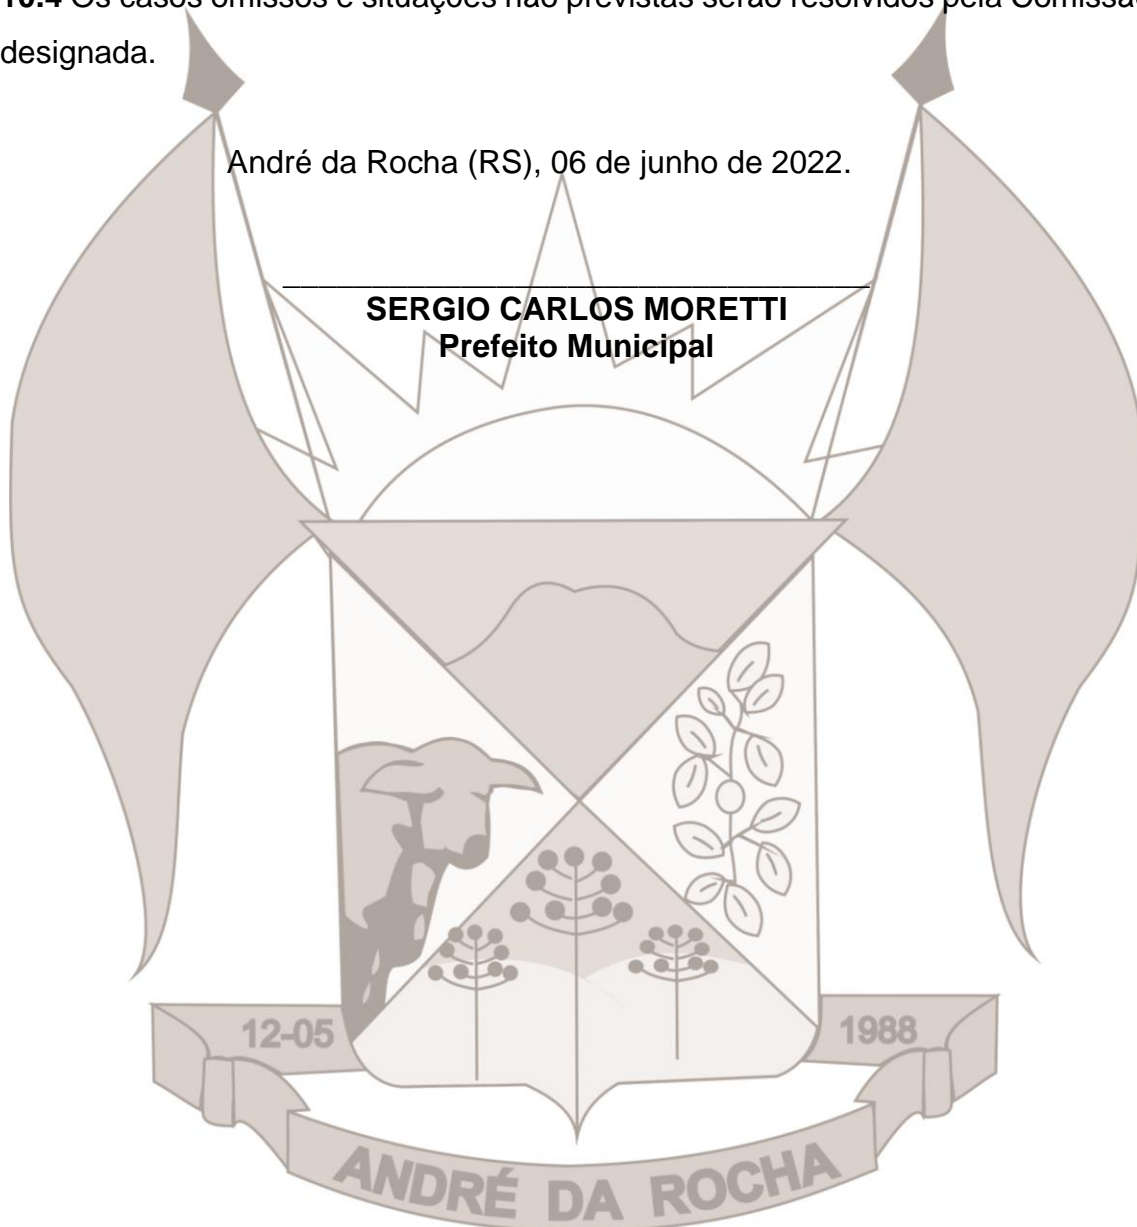 10.4 Os casos omissos e situações não previstas serão resolvidos pela Comissão
designada.
André da Rocha (RS), 06 de junho de 2022.
SERGIO CARLOS MORETTI
Prefeito Municipal
12-05
1988
ANDRÉ DA ROCHA